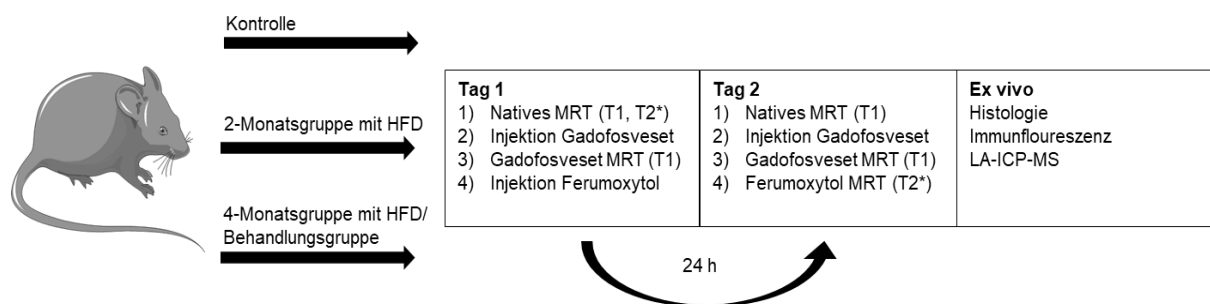 Kontrolle
2-Monatsgruppe mit HFD
4-Monatsgruppe mit HFD/
Behandlungsgruppe
Tag 1
1) Natives MRT (T1, T2*)
2) Injektion Gadofosveset
3) Gadofosveset MRT (T1)
4) Injektion Ferumoxytol
Tag 2
1) Natives MRT (T1)
2) Injektion Gadofosveset
3) Gadofosveset MRT (T1)
4) Ferumoxytol MRT (T2*)
Ex vivo
Histologie
Immunfloureszenz
LA-ICP-MS
24 h